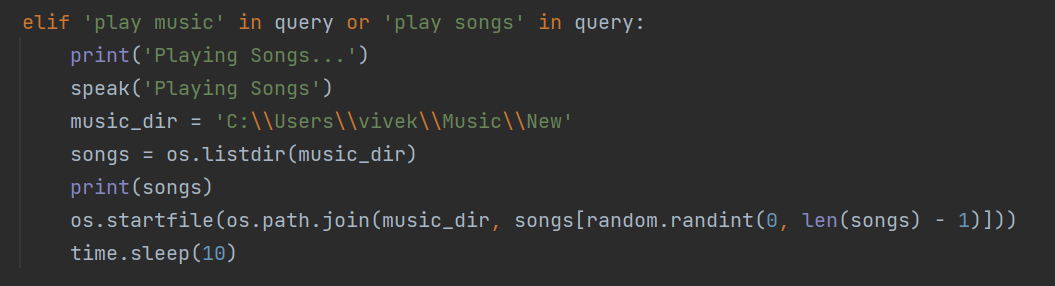 elif 'play music' in query or 'play songs' in query:
    print('Playing Songs...')
    speak('Playing Songs')
    music_dir = 'C:\\Users\\vivek\\Music\\New'
    songs = os.listdir(music_dir)
    print(songs)
    os.startfile(os.path.join(music_dir, songs[random.randint(0, len(songs) - 1)]))
    time.sleep(10)